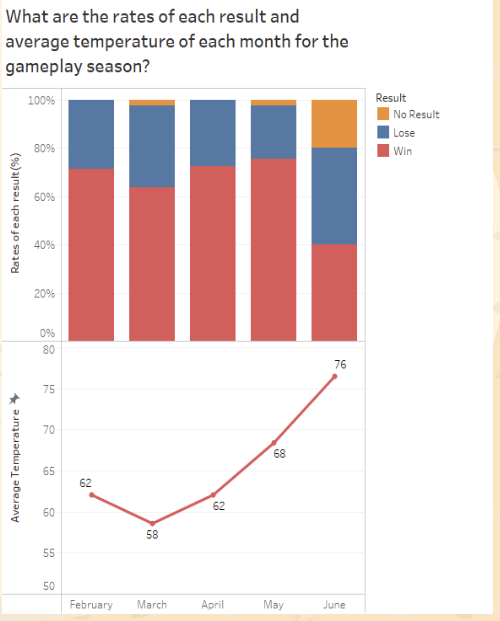 What are the rates of each result and
average temperature of each month for the
gameplay season?
Result
No Result
Lose
Win
Rates of each result(%)
100%
80%
60%
40%
20%
0%
Average Temperature
80
75
70
65
60
55
50
62
58
62
68
76
February March April May June